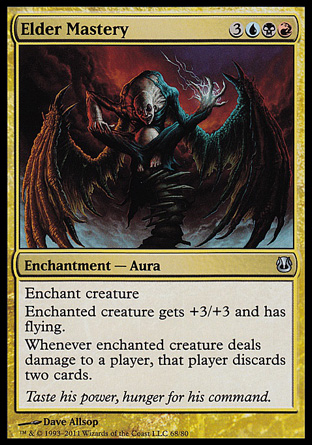 Elder Mastery 3
Enchantment — Aura
Enchant creature
Enchanted creature gets +3/+3 and has
flying.
Whenever enchanted creature deals
damage to a player, that player discards
two cards.
Taste his power, hunger for his command.
Dave Allsop
™ & © 1993–2011 Wizards of the Coast LLC 68/80